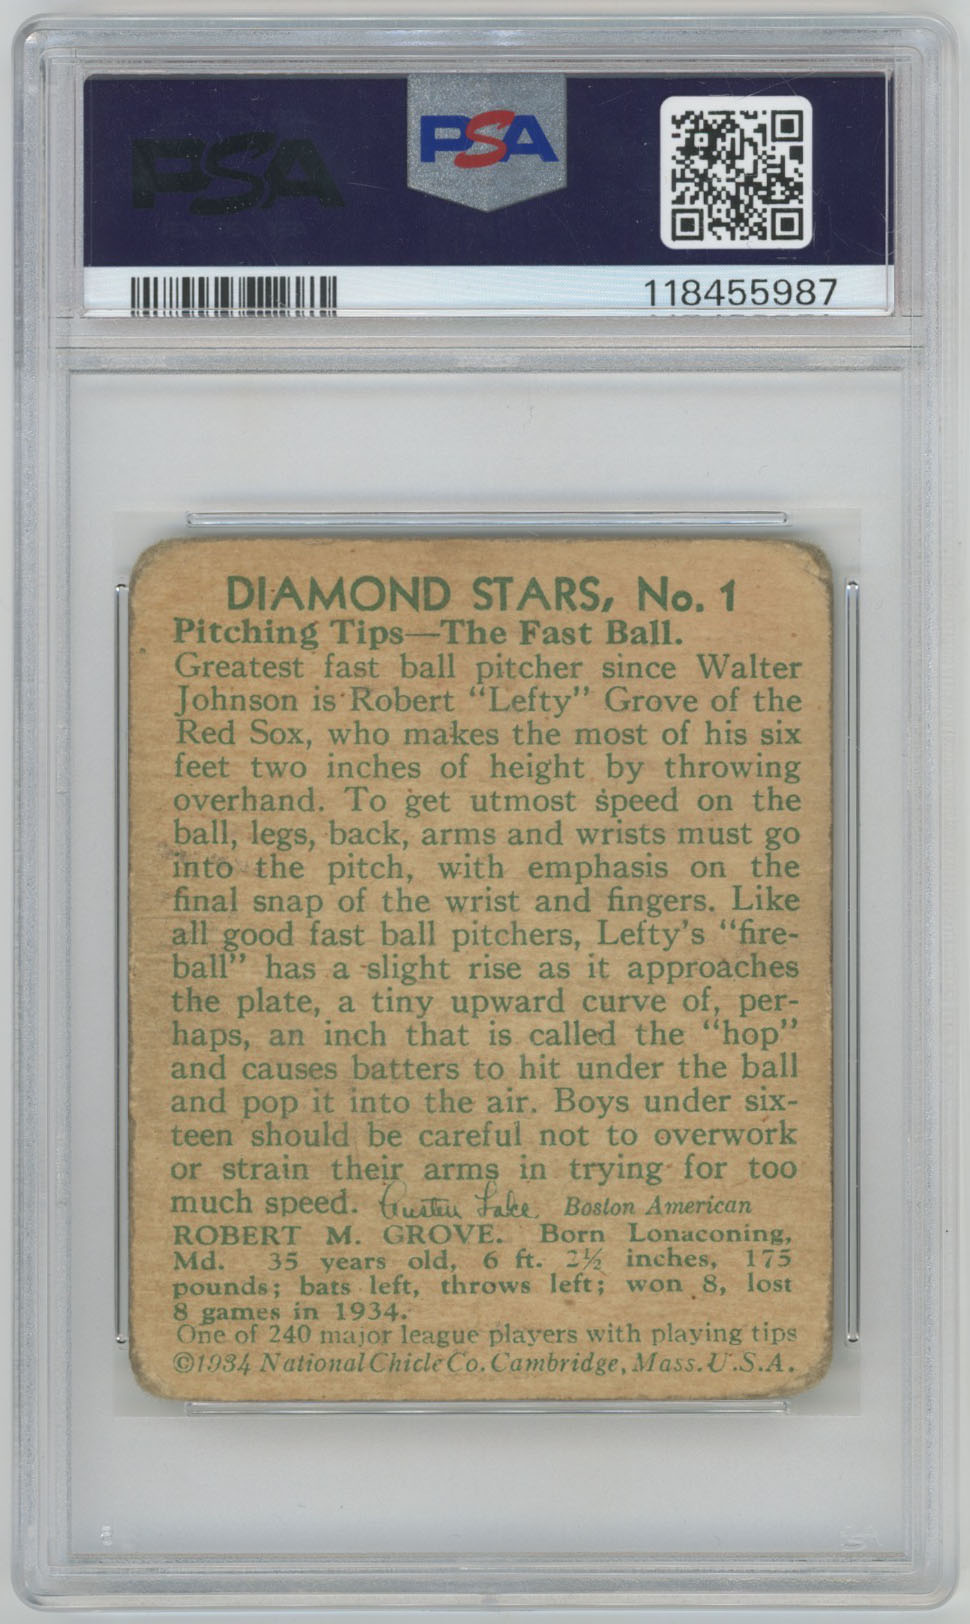 PSA
PSA
118455987
DIAMOND STARS, No. 1
Pitching Tips—The Fast Ball.
Greatest fast ball pitcher since Walter
Johnson is Robert "Lefty" Grove of the
Red Sox, who makes the most of his six
feet two inches of height by throwing
overhand. To get utmost speed on the
ball, legs, back, arms and wrists must go
into the pitch, with emphasis on the
final snap of the wrist and fingers. Like
all good fast ball pitchers, Lefty's "fire-
ball" has a slight rise as it approaches
the plate, a tiny upward curve of, per-
haps, an inch that is called the "hop"
and causes batters to hit under the ball
and pop it into the air. Boys under six-
teen should be careful not to overwork
or strain their arms in trying for too
much speed. Austen Lake Boston American
ROBERT M. GROVE. Born Lonaconing,
Md. 35 years old, 6 ft. 2½ inches, 175
pounds; bats left, throws left; won 8, lost
8 games in 1934.
One of 240 major league players with playing tips
©1934 National Chicle Co. Cambridge, Mass. U.S.A.